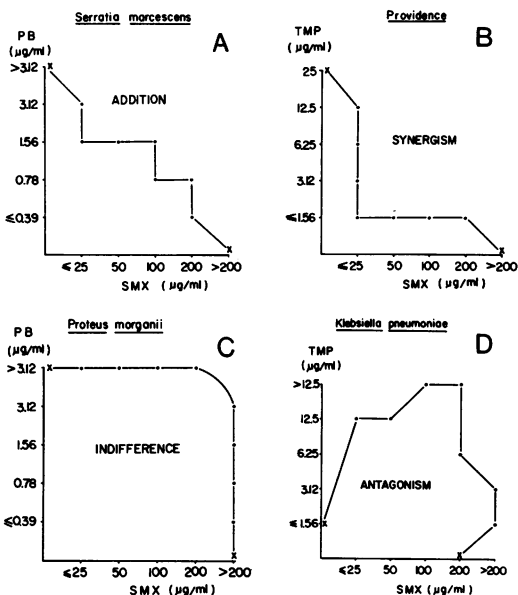 Serratia marcescens
A
PB
(µg/ml)
>3.12
3.12
1.56
0.78
≤0.39
ADDITION
≤25 50 100 200 >200
SMX (µg/ml)
Providence
B
TMP
(µg/ml)
25
12.5
6.25
3.12
≤1.56
SYNERGISM
≤25 50 100 200 >200
SMX (µg/ml)
Proteus morganii
C
PB
(µg/ml)
>3.12
3.12
1.56
0.78
≤0.39
INDIFFERENCE
≤25 50 100 200 >200
SMX (µg/ml)
Klebsiella pneumoniae
D
TMP
(µg/ml)
>12.5
12.5
6.25
3.12
≤1.56
ANTAGONISM
≤25 50 100 200 >200
SMX (µg/ml)